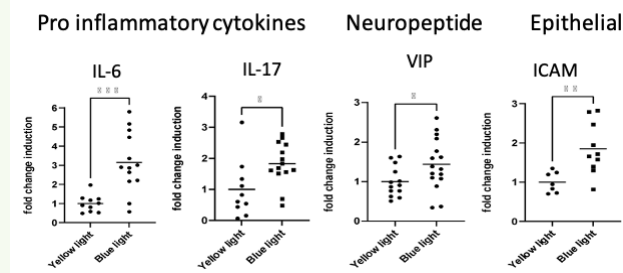 Pro inflammatory cytokines
Neuropeptide
Epithelial
IL-6
fold change induction
6
5
4
3
2
1
0
Yellow light
Blue light
IL-17
fold change induction
4
3
2
1
0
Yellow light
Blue light
VIP
fold change induction
3
2
1
0
Yellow light
Blue light
ICAM
fold change induction
3
2
1
0
Yellow light
Blue light